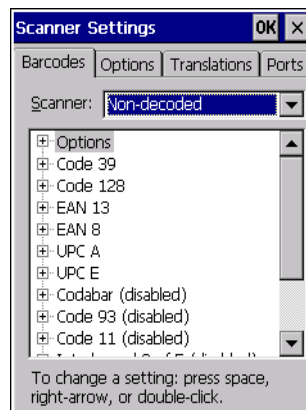 Scanner Settings OK ×
Barcodes Options Translations Ports
Scanner: Non-decoded
Options
Code 39
Code 128
EAN 13
EAN 8
UPC A
UPC E
Codabar (disabled)
Code 93 (disabled)
Code 11 (disabled)
To change a setting: press space,
right-arrow, or double-click.